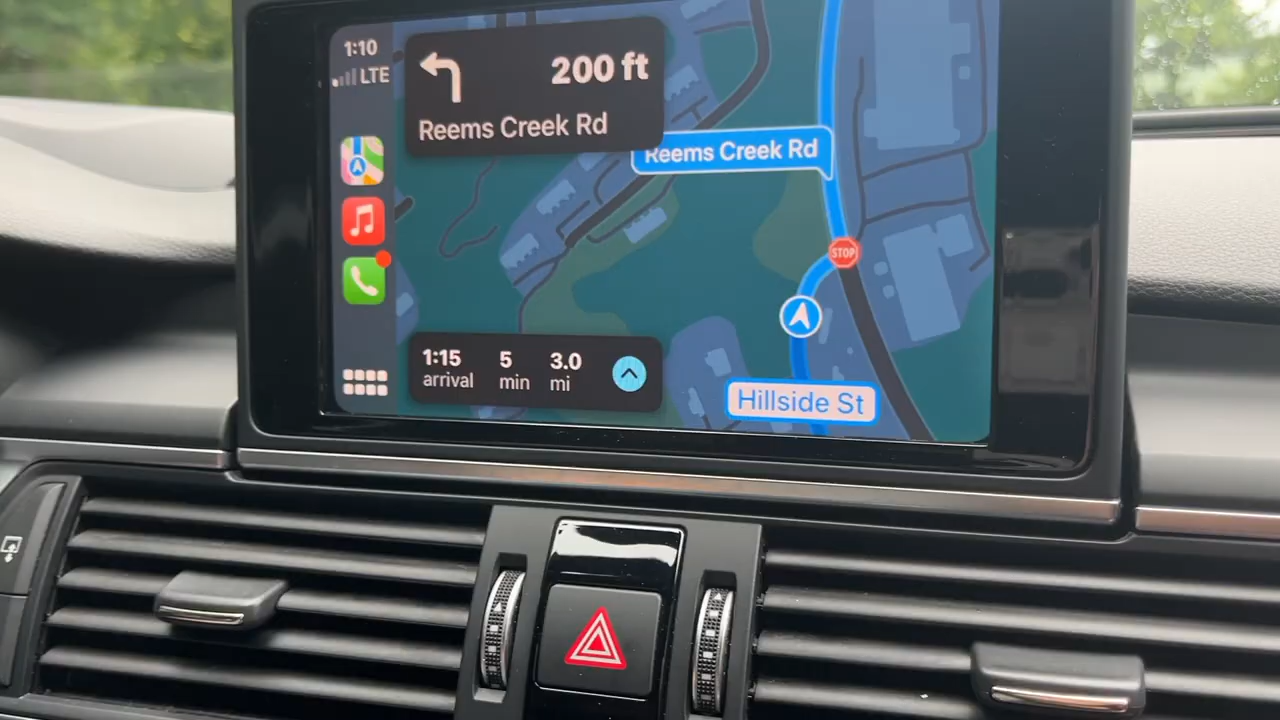 1:10
LTE
200 ft
Reems Creek Rd
Reems Creek Rd
STOP
1:15 5 3.0
arrival min mi
Hillside St